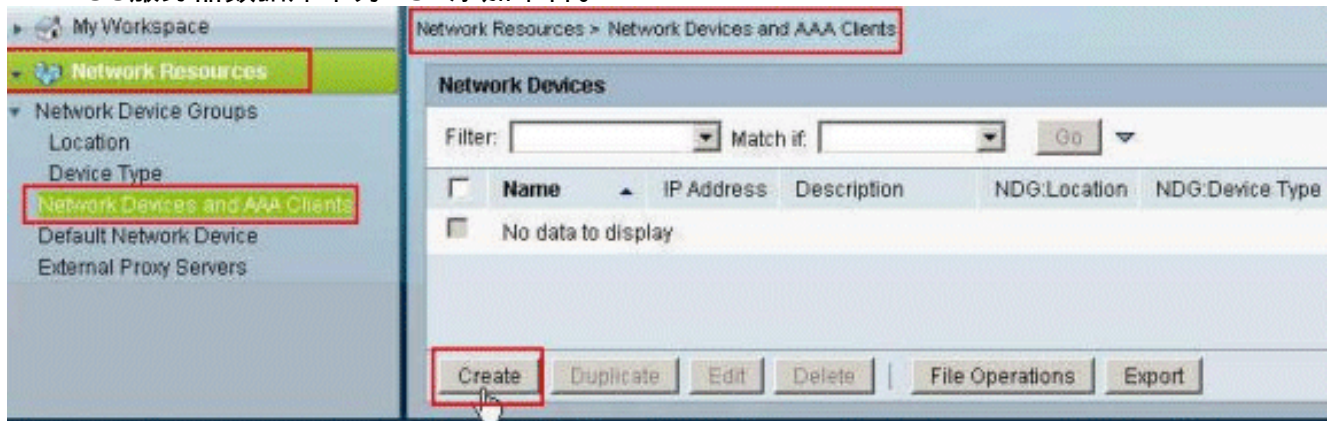 My Workspace
Network Resources
Network Device Groups
Location
Device Type
Network Devices and AAA Clients
Default Network Device
External Proxy Servers
Network Resources > Network Devices and AAA Clients
Network Devices
Filter: Match if: Go
Name IP Address Description NDG:Location NDG:Device Type
No data to display
Create Duplicate Edit Delete | File Operations Export